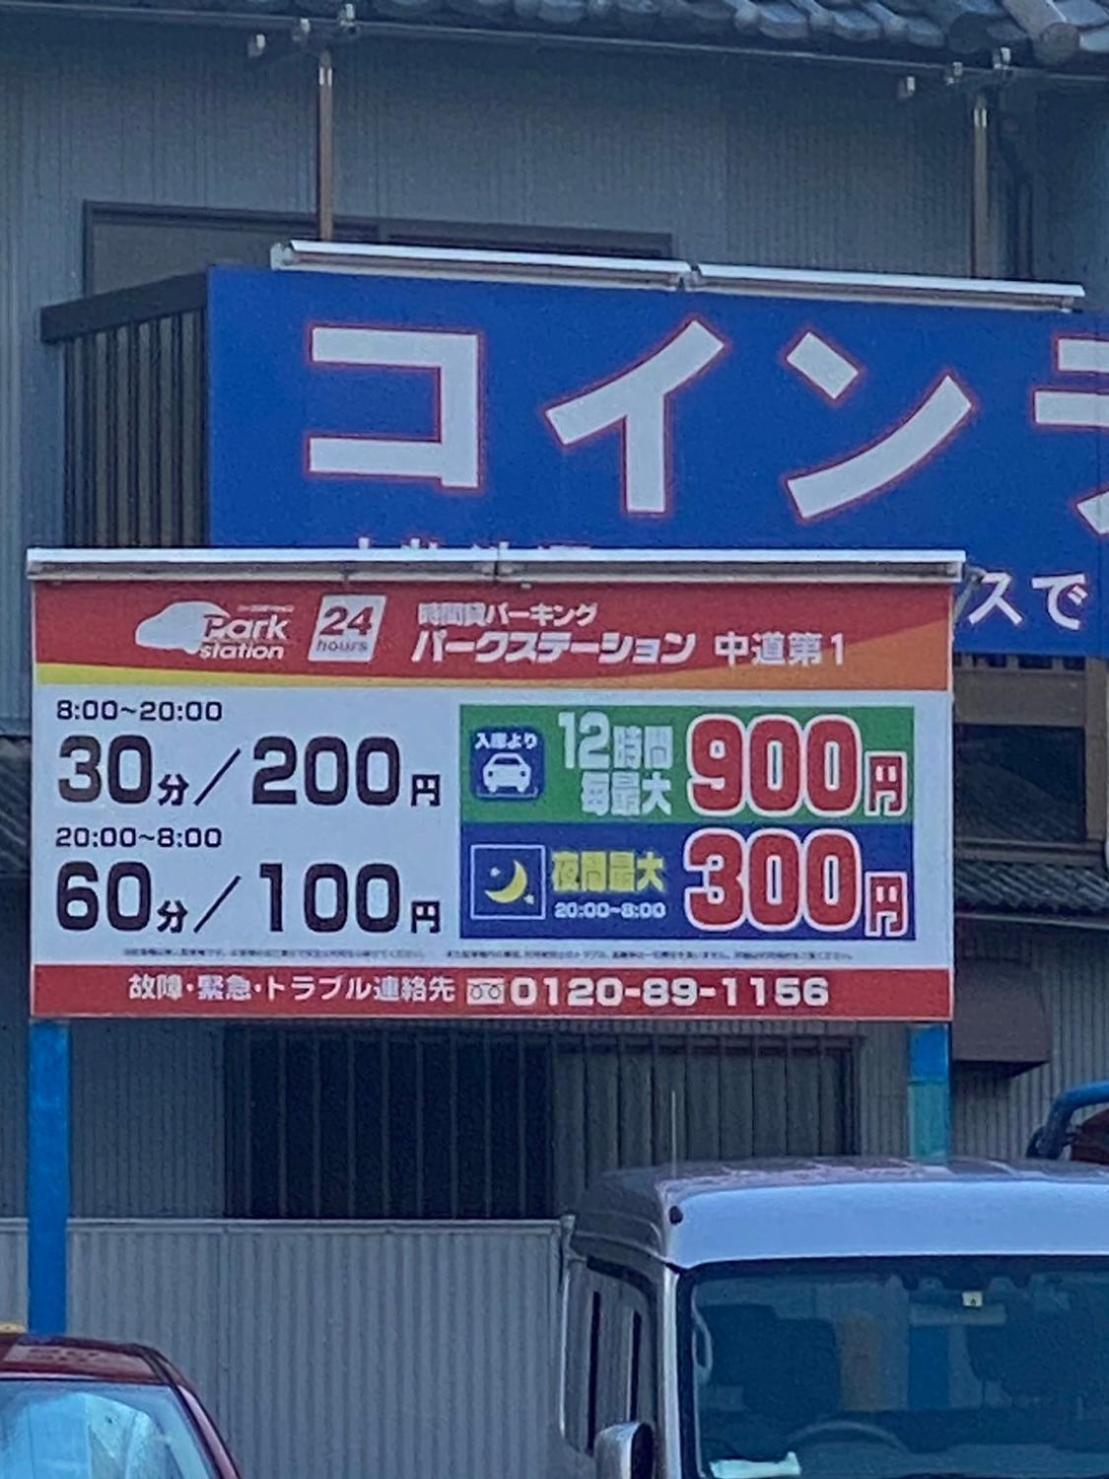 コインラ
スで
Park station
24 hours
時間貸パーキング
パークステーション 中道第1
8:00~20:00
30分/200円
20:00~8:00
60分/100円
入庫より
12時間
毎最大
900円
夜間最大
20:00~8:00
300円
故障・緊急・トラブル連絡先 0120-89-1156